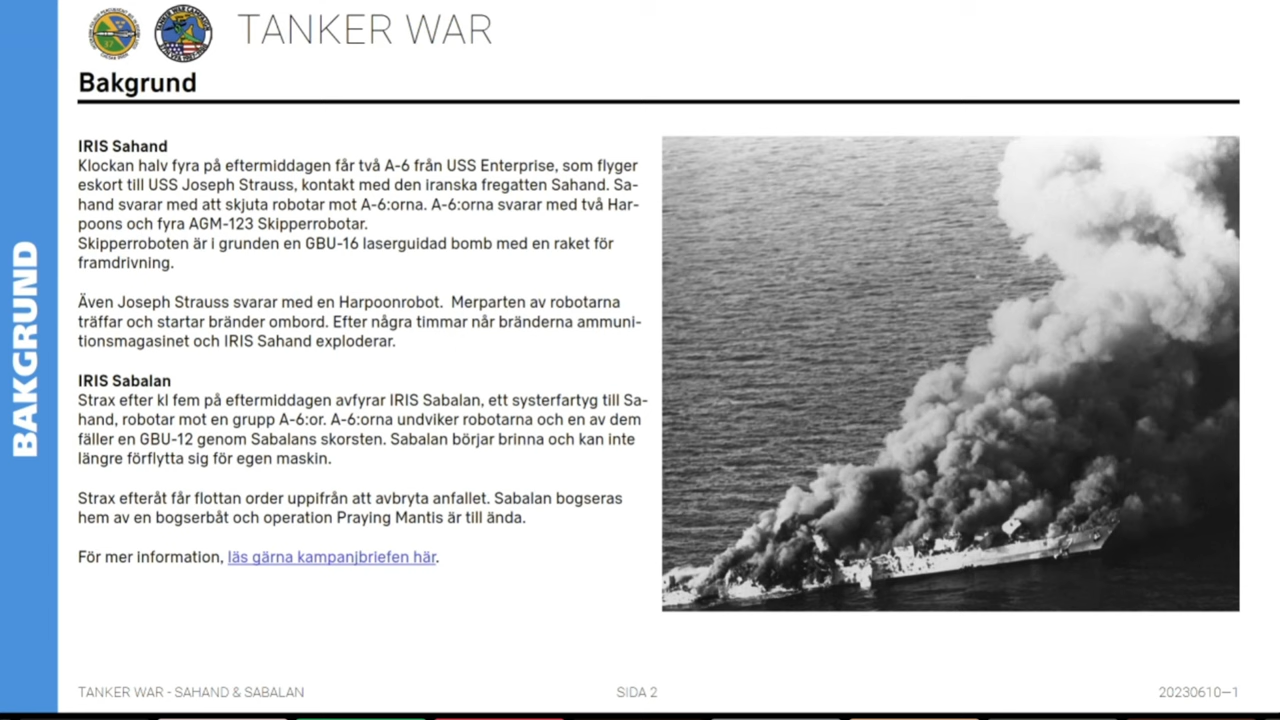 TANKER WAR
Bakgrund
BAKGRUND
IRIS Sahand
Klockan halv fyra på eftermiddagen får två A-6 från USS Enterprise, som flyger
eskort till USS Joseph Strauss, kontakt med den iranska fregatten Sahand. Sa-
hand svarar med att skjuta robotar mot A-6:orna. A-6:orna svarar med två Har-
poons och fyra AGM-123 Skipperrobotar.
Skipperroboten är i grunden en GBU-16 laserguidad bomb med en raket för
framdrivning.
Även Joseph Strauss svarar med en Harpoonrobot.  Merparten av robotarna
träffar och startar bränder ombord. Efter några timmar når bränderna ammuni-
tionsmagasinet och IRIS Sahand exploderar.
IRIS Sabalan
Strax efter kl fem på eftermiddagen avfyrar IRIS Sabalan, ett systerfartyg till Sa-
hand, robotar mot en grupp A-6:or. A-6:orna undviker robotarna och en av dem
fäller en GBU-12 genom Sabalans skorsten. Sabalan börjar brinna och kan inte
längre förflytta sig för egen maskin.
Strax efteråt får flottan order uppifrån att avbryta anfallet. Sabalan bogseras
hem av en bogserbåt och operation Praying Mantis är till ända.
För mer information, läs gärna kampanjbriefen här.
TANKER WAR - SAHAND & SABALAN
SIDA 2
20230610—1